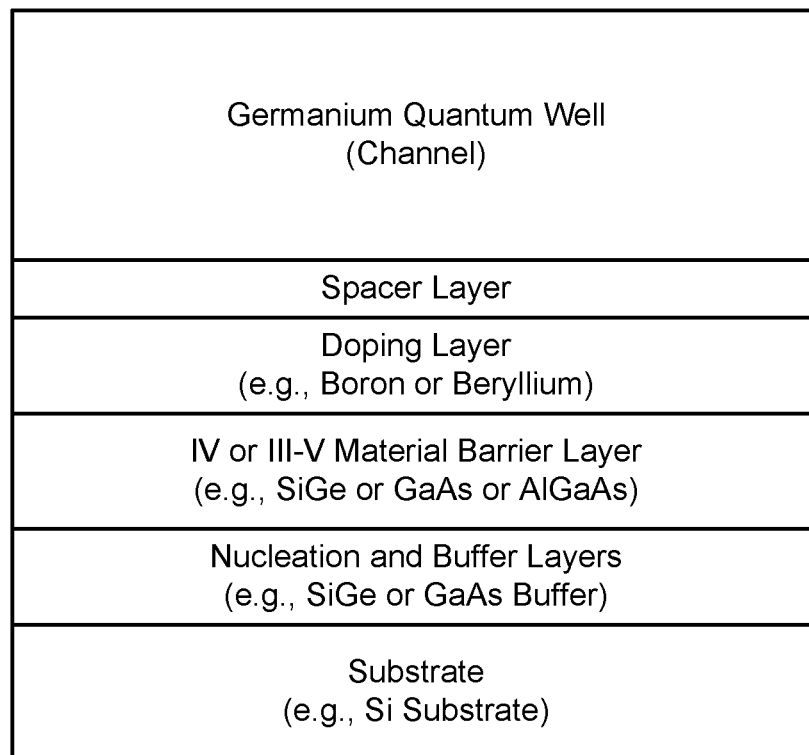 Germanium Quantum Well
(Channel)
Spacer Layer
Doping Layer
(e.g., Boron or Beryllium)
IV or III-V Material Barrier Layer
(e.g., SiGe or GaAs or AlGaAs)
Nucleation and Buffer Layers
(e.g., SiGe or GaAs Buffer)
Substrate
(e.g., Si Substrate)